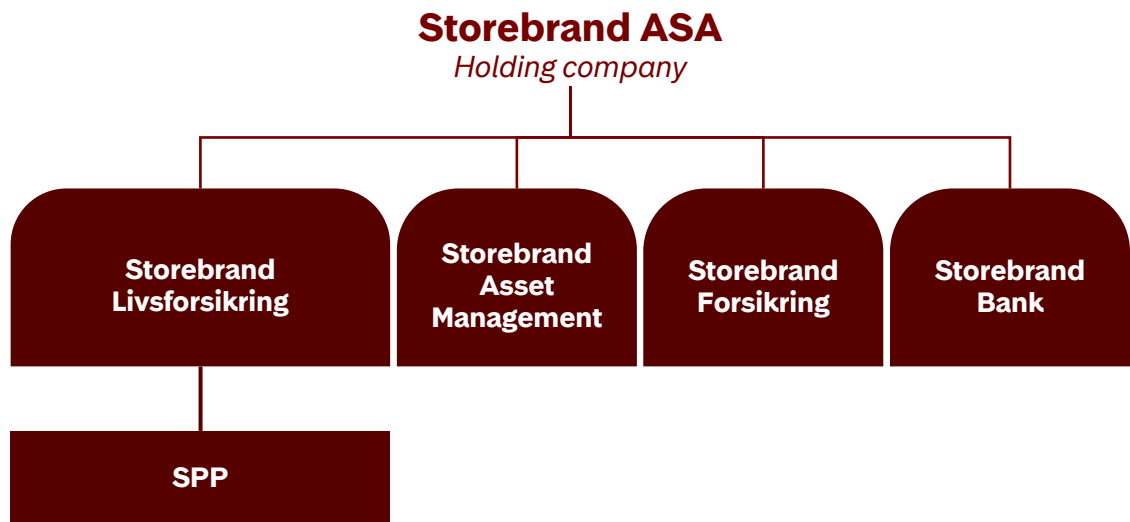 Storebrand ASA
Holding company
Storebrand
Livsforsikring
Storebrand
Asset
Management
Storebrand
Forsikring
Storebrand
Bank
SPP